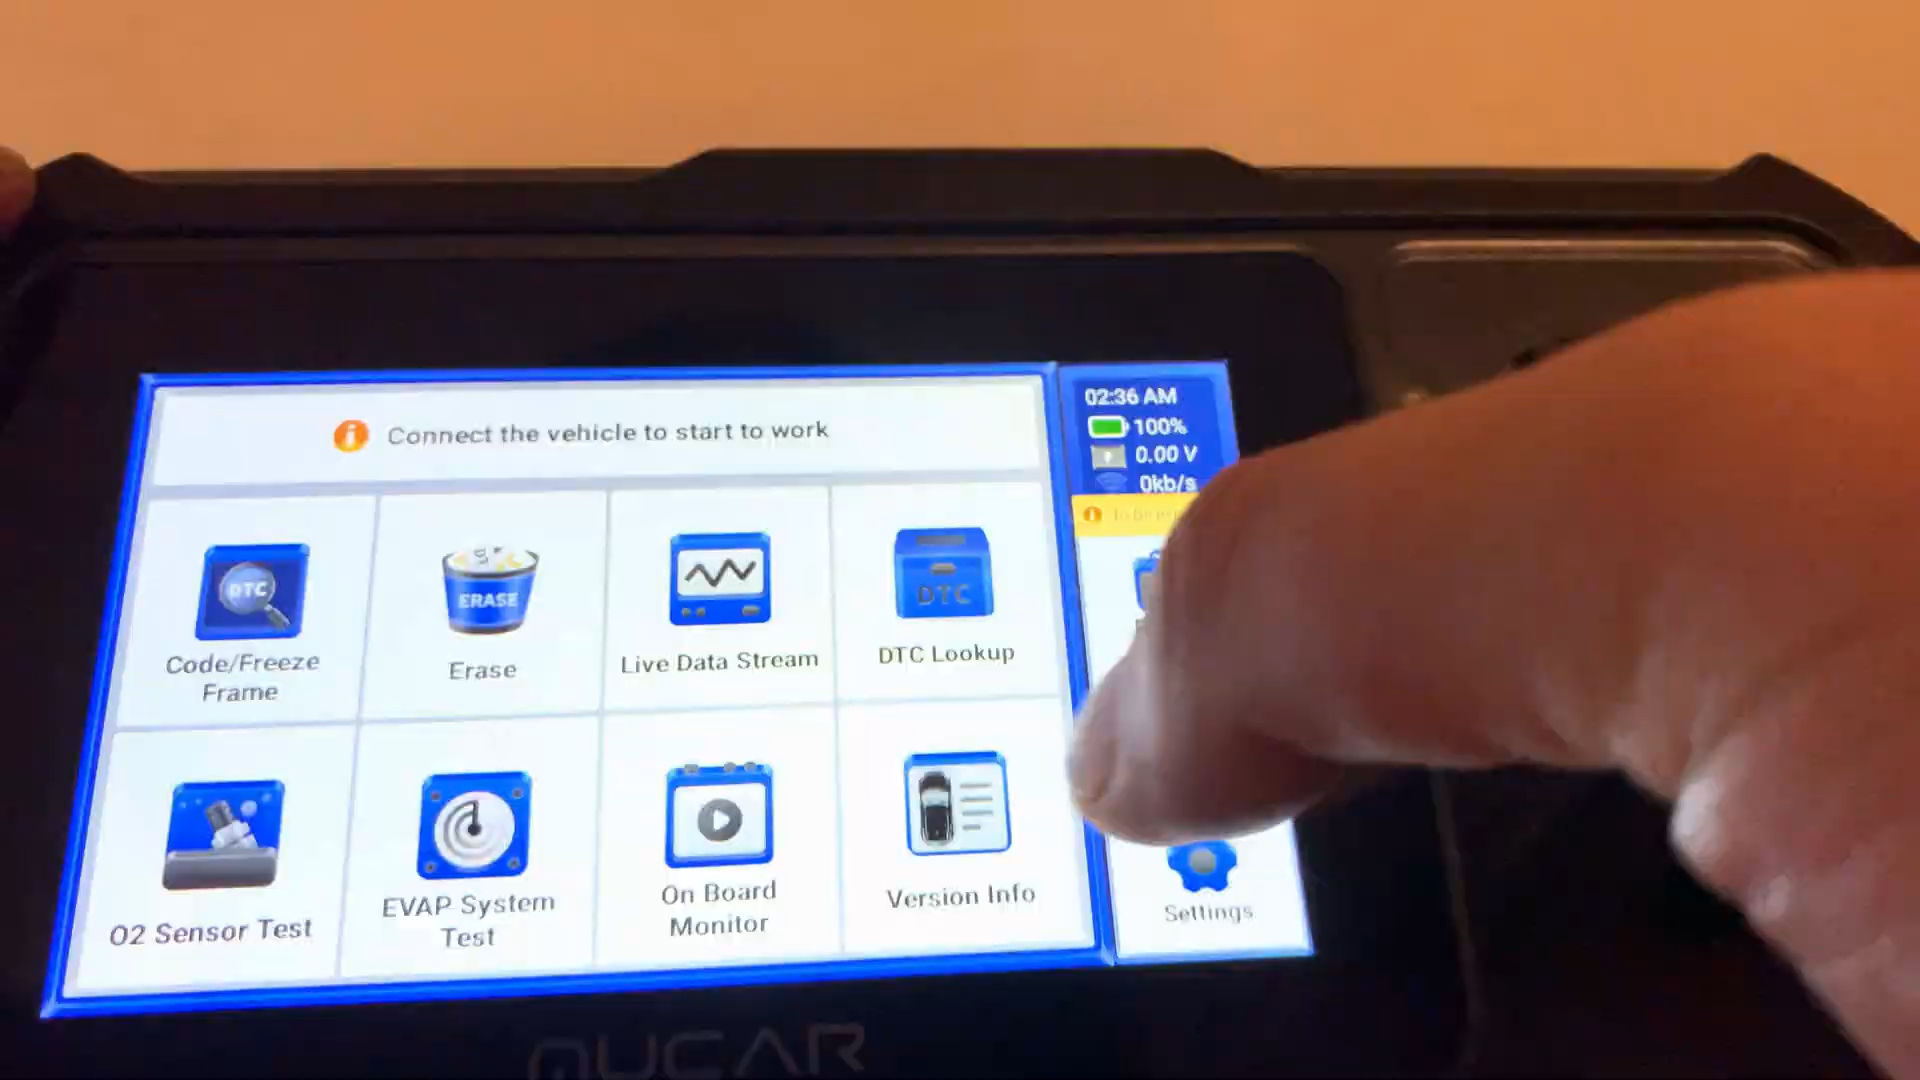 Connect the vehicle to start to work
02:36 AM
100%
0.00 V
0kb/s
DTC
Code/Freeze
Frame
ERASE
Erase
Live Data Stream
DTC
DTC Lookup
O2 Sensor Test
EVAP System
Test
On Board
Monitor
Version Info
Settings
MUCAR